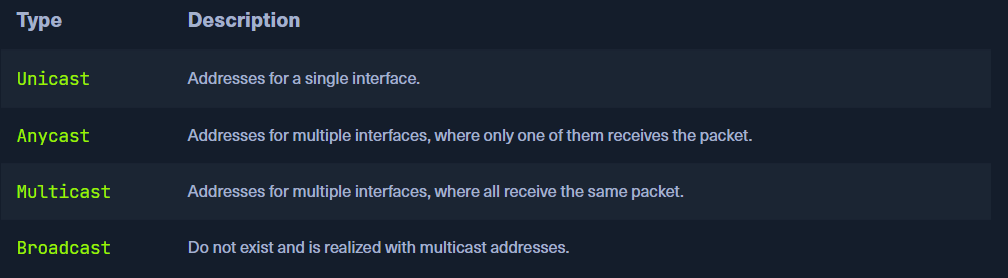 Type Description
Unicast Addresses for a single interface.
Anycast Addresses for multiple interfaces, where only one of them receives the packet.
Multicast Addresses for multiple interfaces, where all receive the same packet.
Broadcast Do not exist and is realized with multicast addresses.